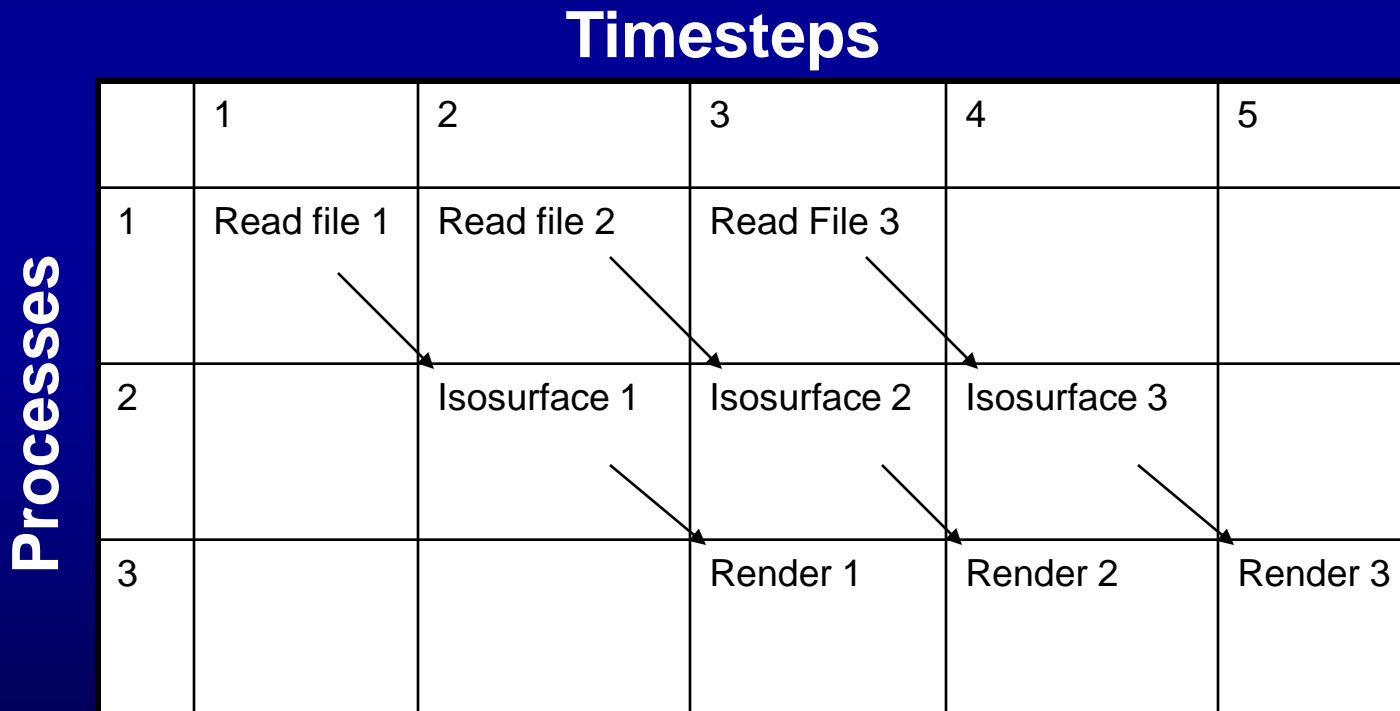 Timesteps
Processes
1 2 3 4 5
1 Read file 1 Read file 2 Read File 3
2 Isosurface 1 Isosurface 2 Isosurface 3
3 Render 1 Render 2 Render 3